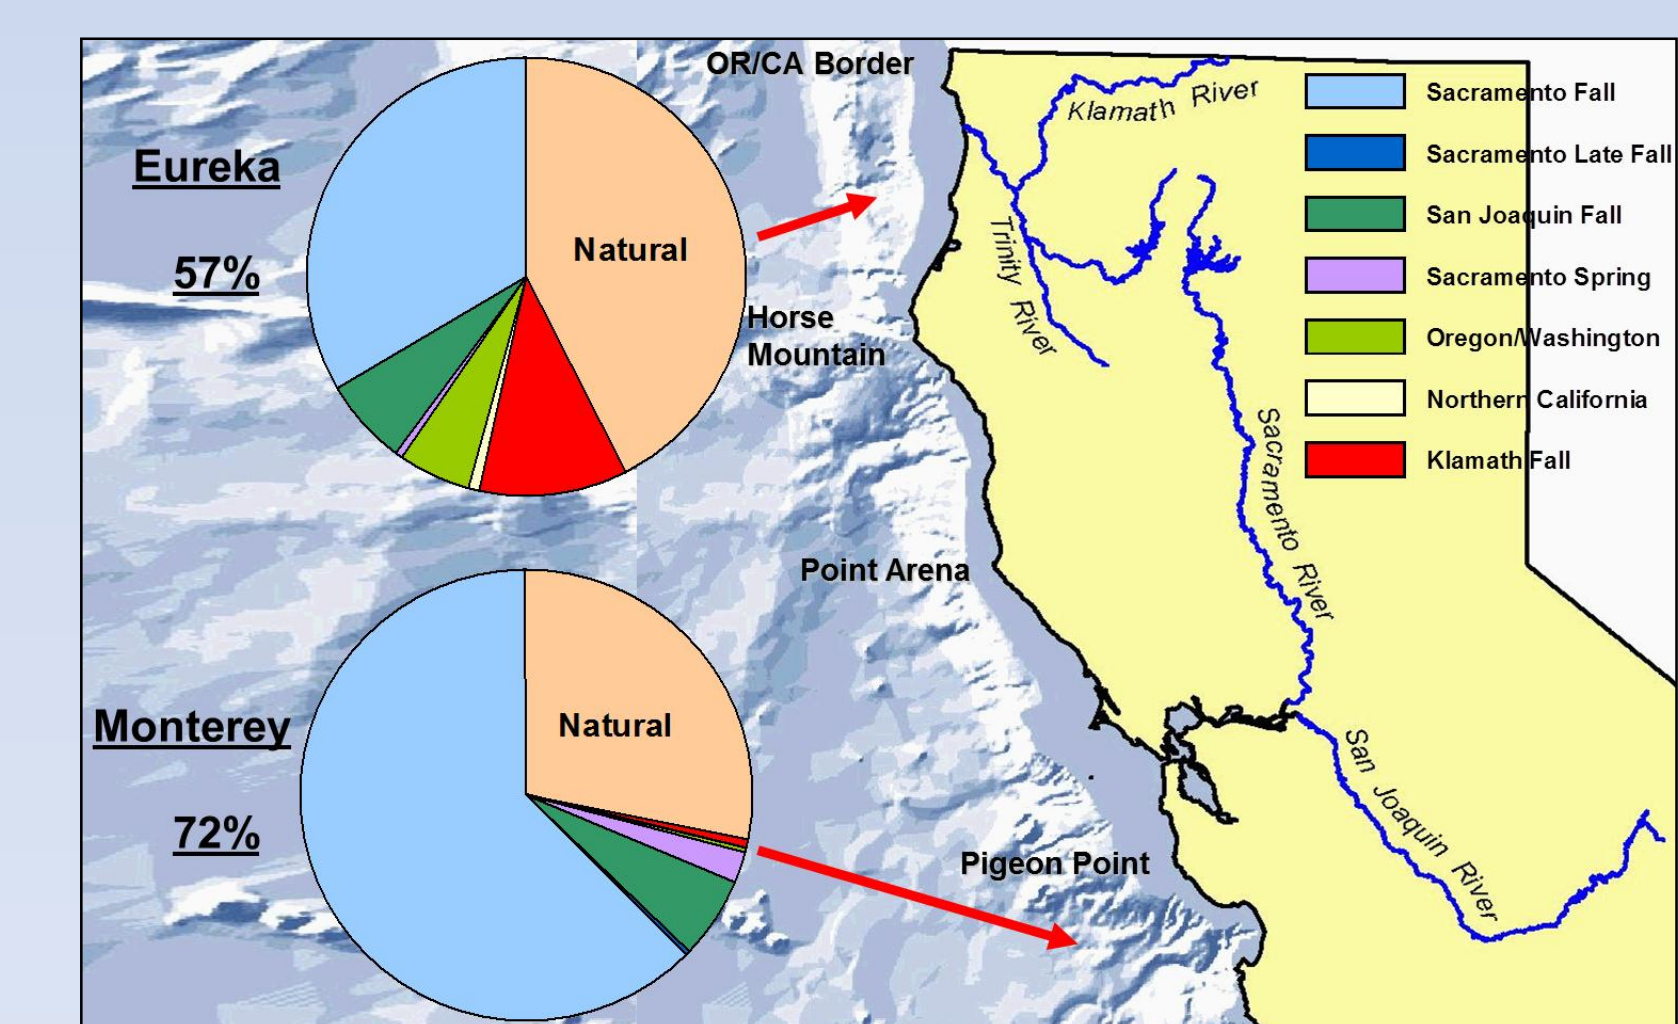 OR/CA Border
Klamath River
Eureka
57%
Natural
Trinity River
Horse
Mountain
Sacramento Fall
Sacramento Late Fall
San Joaquin Fall
Sacramento Spring
Oregon/Washington
Northern California
Klamath Fall
Sacramento River
Point Arena
Monterey
72%
Natural
San Joaquin River
Pigeon Point